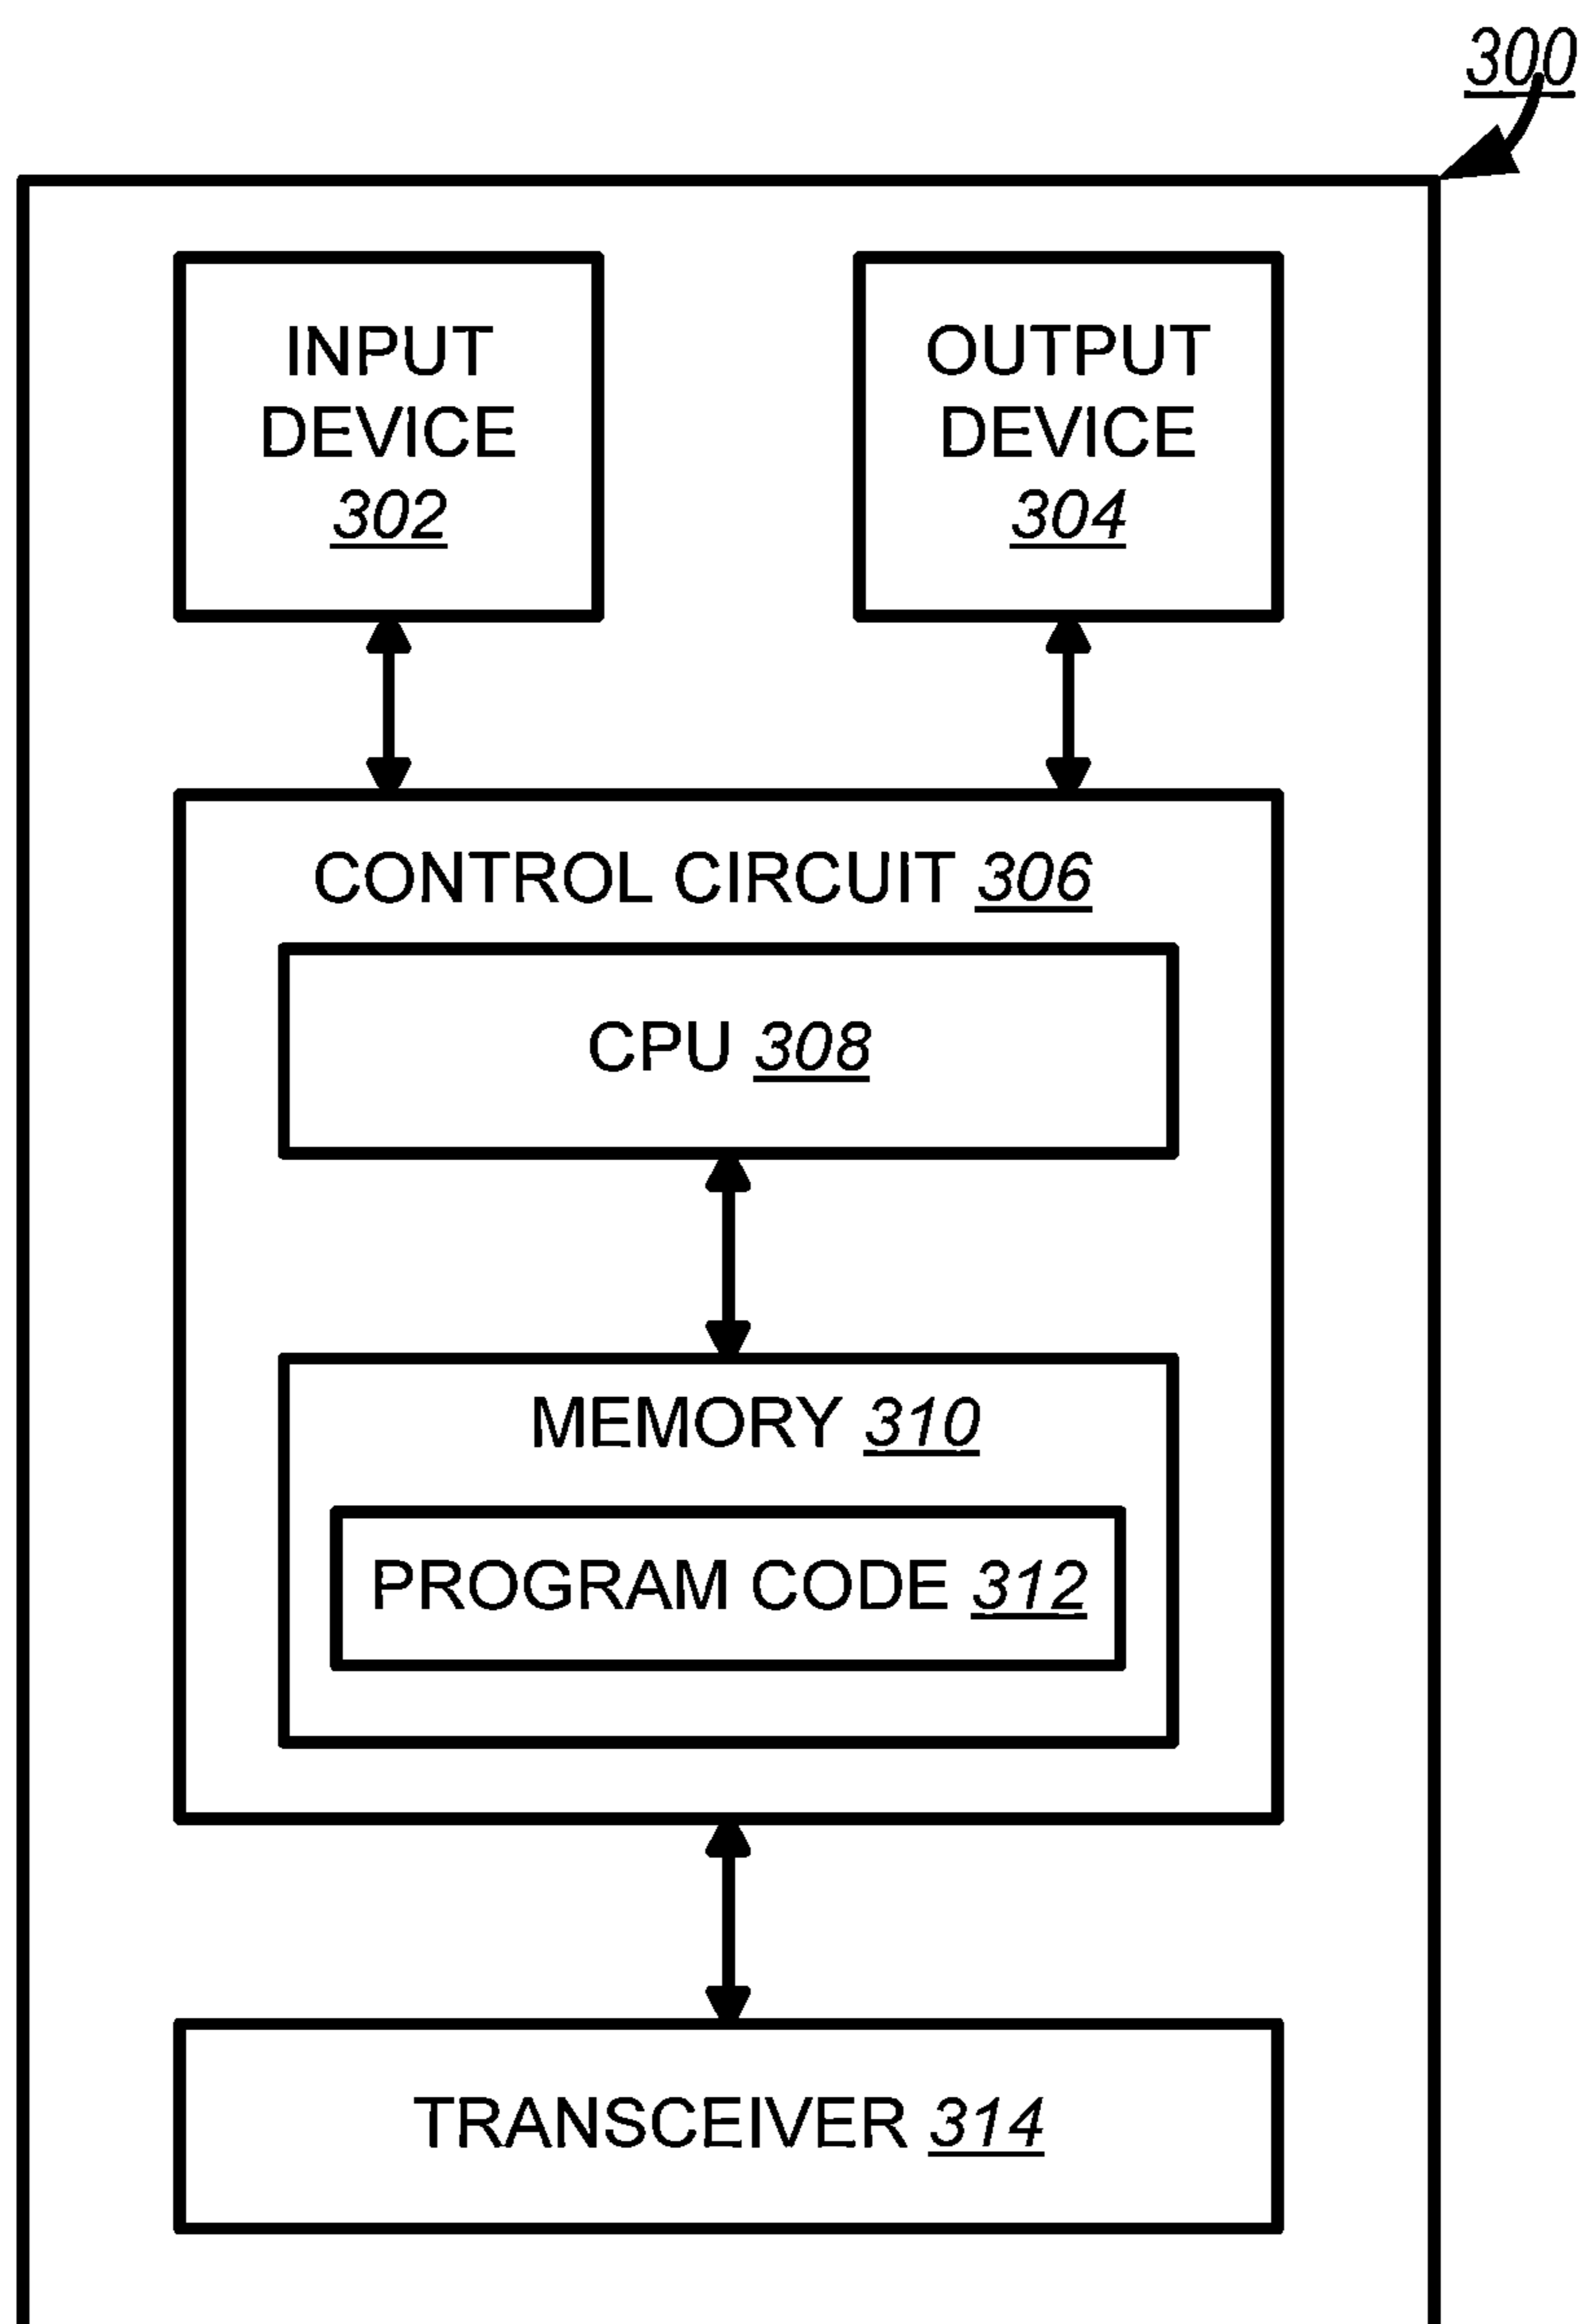 300
INPUT
DEVICE
302
OUTPUT
DEVICE
304
CONTROL CIRCUIT 306
CPU 308
MEMORY 310
PROGRAM CODE 312
TRANSCEIVER 314